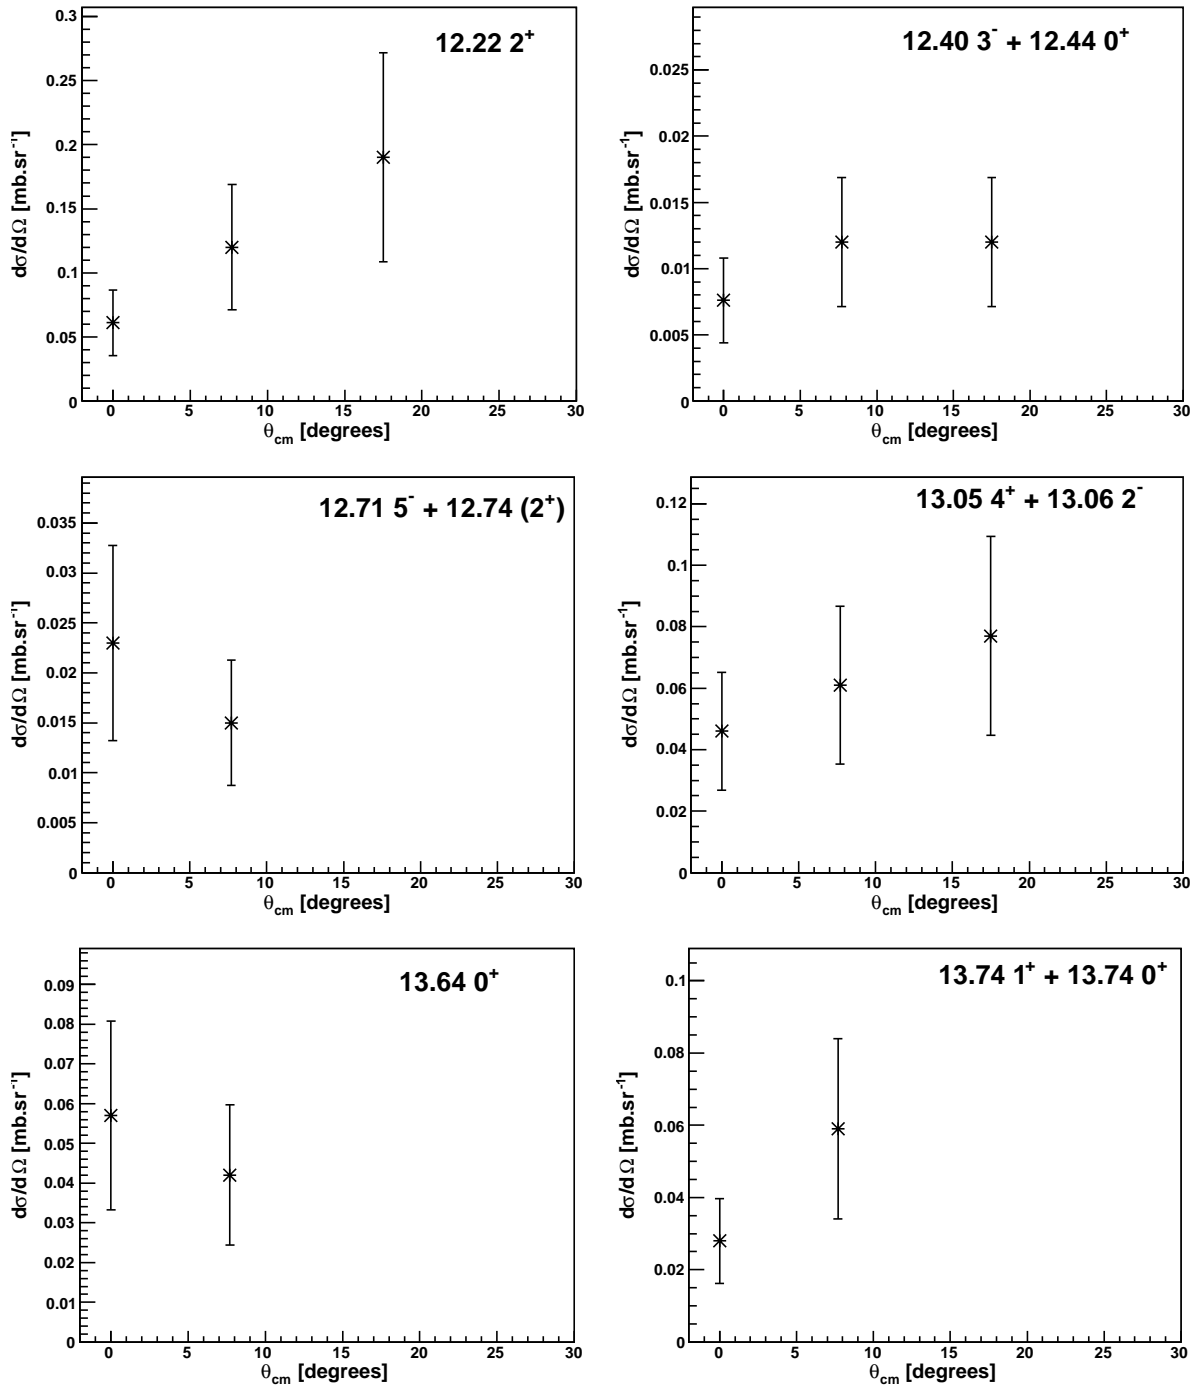 12.22 2+
dσ/dΩ [mb.sr-1]
0.3
0.25
0.2
0.15
0.1
0.05
0
0 5 10 15 20 25 30
θcm [degrees]
12.40 3- + 12.44 0+
dσ/dΩ [mb.sr-1]
0.025
0.02
0.015
0.01
0.005
0
0 5 10 15 20 25 30
θcm [degrees]
12.71 5- + 12.74 (2+)
dσ/dΩ [mb.sr-1]
0.035
0.03
0.025
0.02
0.015
0.01
0.005
0
0 5 10 15 20 25 30
θcm [degrees]
13.05 4+ + 13.06 2-
dσ/dΩ [mb.sr-1]
0.12
0.1
0.08
0.06
0.04
0.02
0
0 5 10 15 20 25 30
θcm [degrees]
13.64 0+
dσ/dΩ [mb.sr-1]
0.09
0.08
0.07
0.06
0.05
0.04
0.03
0.02
0.01
0
0 5 10 15 20 25 30
θcm [degrees]
13.74 1+ + 13.74 0+
dσ/dΩ [mb.sr-1]
0.1
0.08
0.06
0.04
0.02
0
0 5 10 15 20 25 30
θcm [degrees]